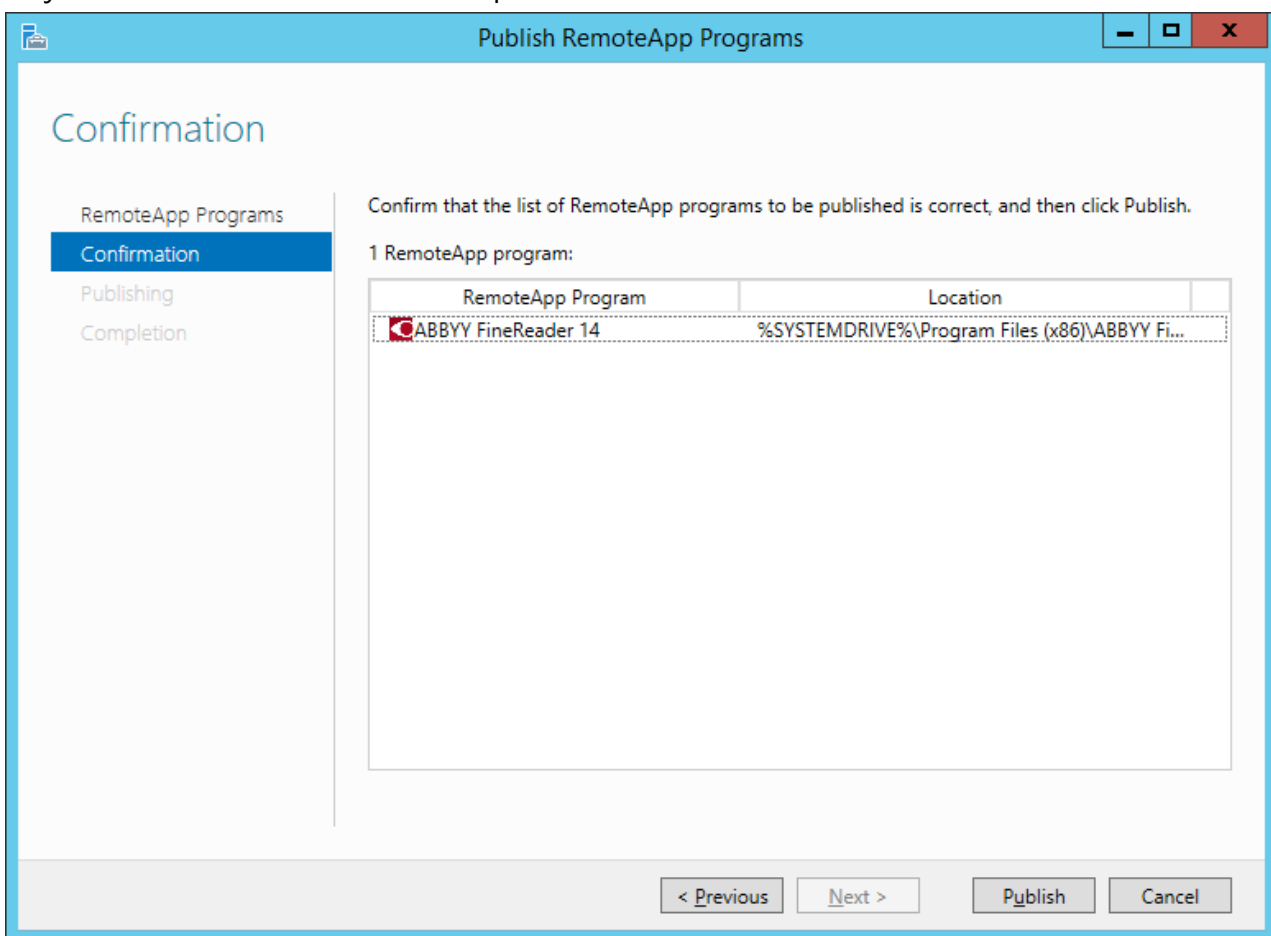 Publish RemoteApp Programs
Confirmation
RemoteApp Programs
Confirmation
Publishing
Completion
Confirm that the list of RemoteApp programs to be published is correct, and then click Publish.
1 RemoteApp program:
RemoteApp Program Location
ABBYY FineReader 14 %SYSTEMDRIVE%\Program Files (x86)\ABBYY Fi...
< Previous Next > Publish Cancel